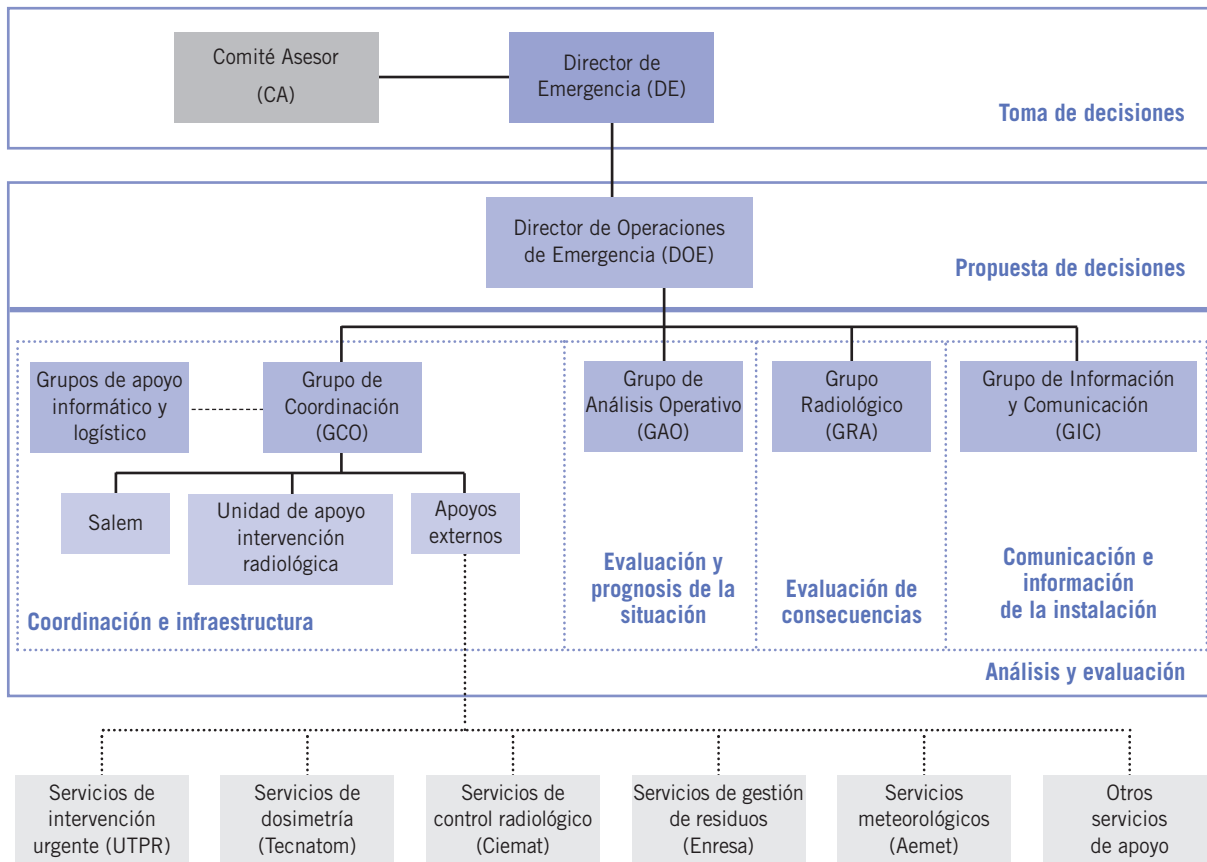 Comité Asesor
(CA)
Director de
Emergencia (DE)
Toma de decisiones
Director de Operaciones
de Emergencia (DOE)
Propuesta de decisiones
Grupos de apoyo
informático y
logístico
Grupo de
Coordinación
(GCO)
Grupo de
Análisis Operativo
(GAO)
Grupo
Radiológico
(GRA)
Grupo de Información
y Comunicación
(GIC)
Salem
Unidad de apoyo
intervención
radiológica
Apoyos
externos
Coordinación e infraestructura
Evaluación y
prognosis de la
situación
Evaluación de
consecuencias
Comunicación e
información
de la instalación
Análisis y evaluación
Servicios de
intervención
urgente (UTPR)
Servicios de
dosimetría
(Tecnatom)
Servicios de
control radiológico
(Ciemat)
Servicios de gestión
de residuos
(Enresa)
Servicios
meteorológicos
(Aemet)
Otros
servicios
de apoyo